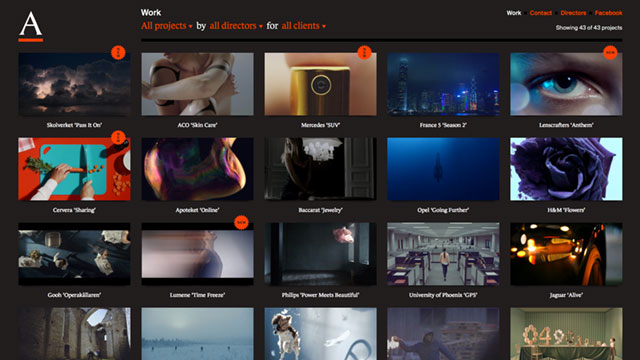 A
Work
All projects by all directors for all clients
Work Contact Directors Facebook
Showing 43 of 43 projects
Skolverket 'Pass It On'
ACO 'Skin Care'
Mercedes 'SUV'
France 5 'Season 2'
Lenscrafters 'Anthem'
Cervera 'Sharing'
Apoteket 'Online'
Baccarat 'Jewelry'
Opel 'Going Further'
H&M 'Flowers'
Gooh 'Operakällaren'
Lumene 'Time Freeze'
Philips 'Power Meets Beautiful'
University of Phoenix 'GPS'
Jaguar 'Alive'